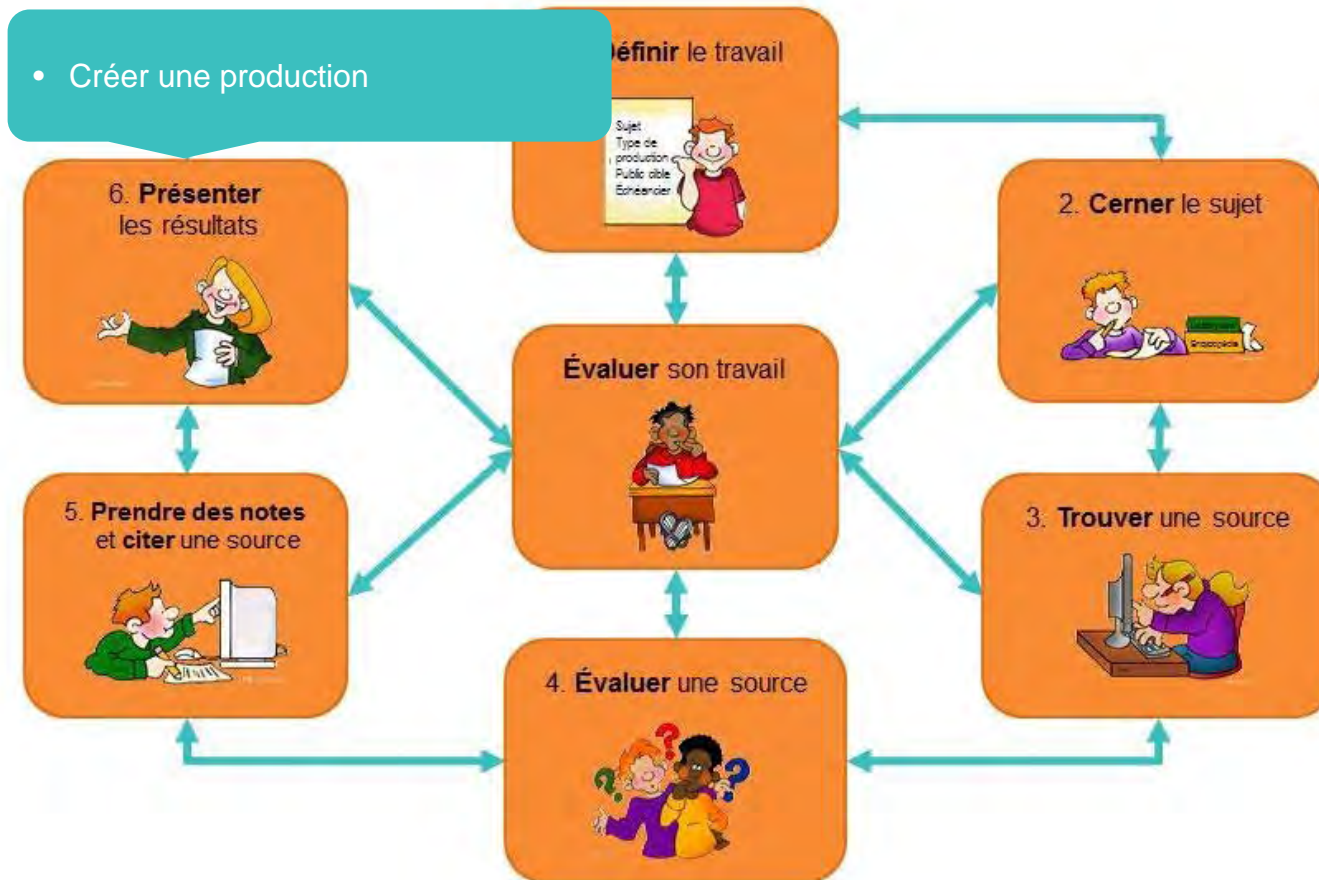 • Créer une production
éfinir le travail
Sujet
Type de
production
Public cible
Échéancier
6. Présenter
les résultats
2. Cerner le sujet
Encyclopédie
Évaluer son travail
5. Prendre des notes
et citer une source
3. Trouver une source
4. Évaluer une source